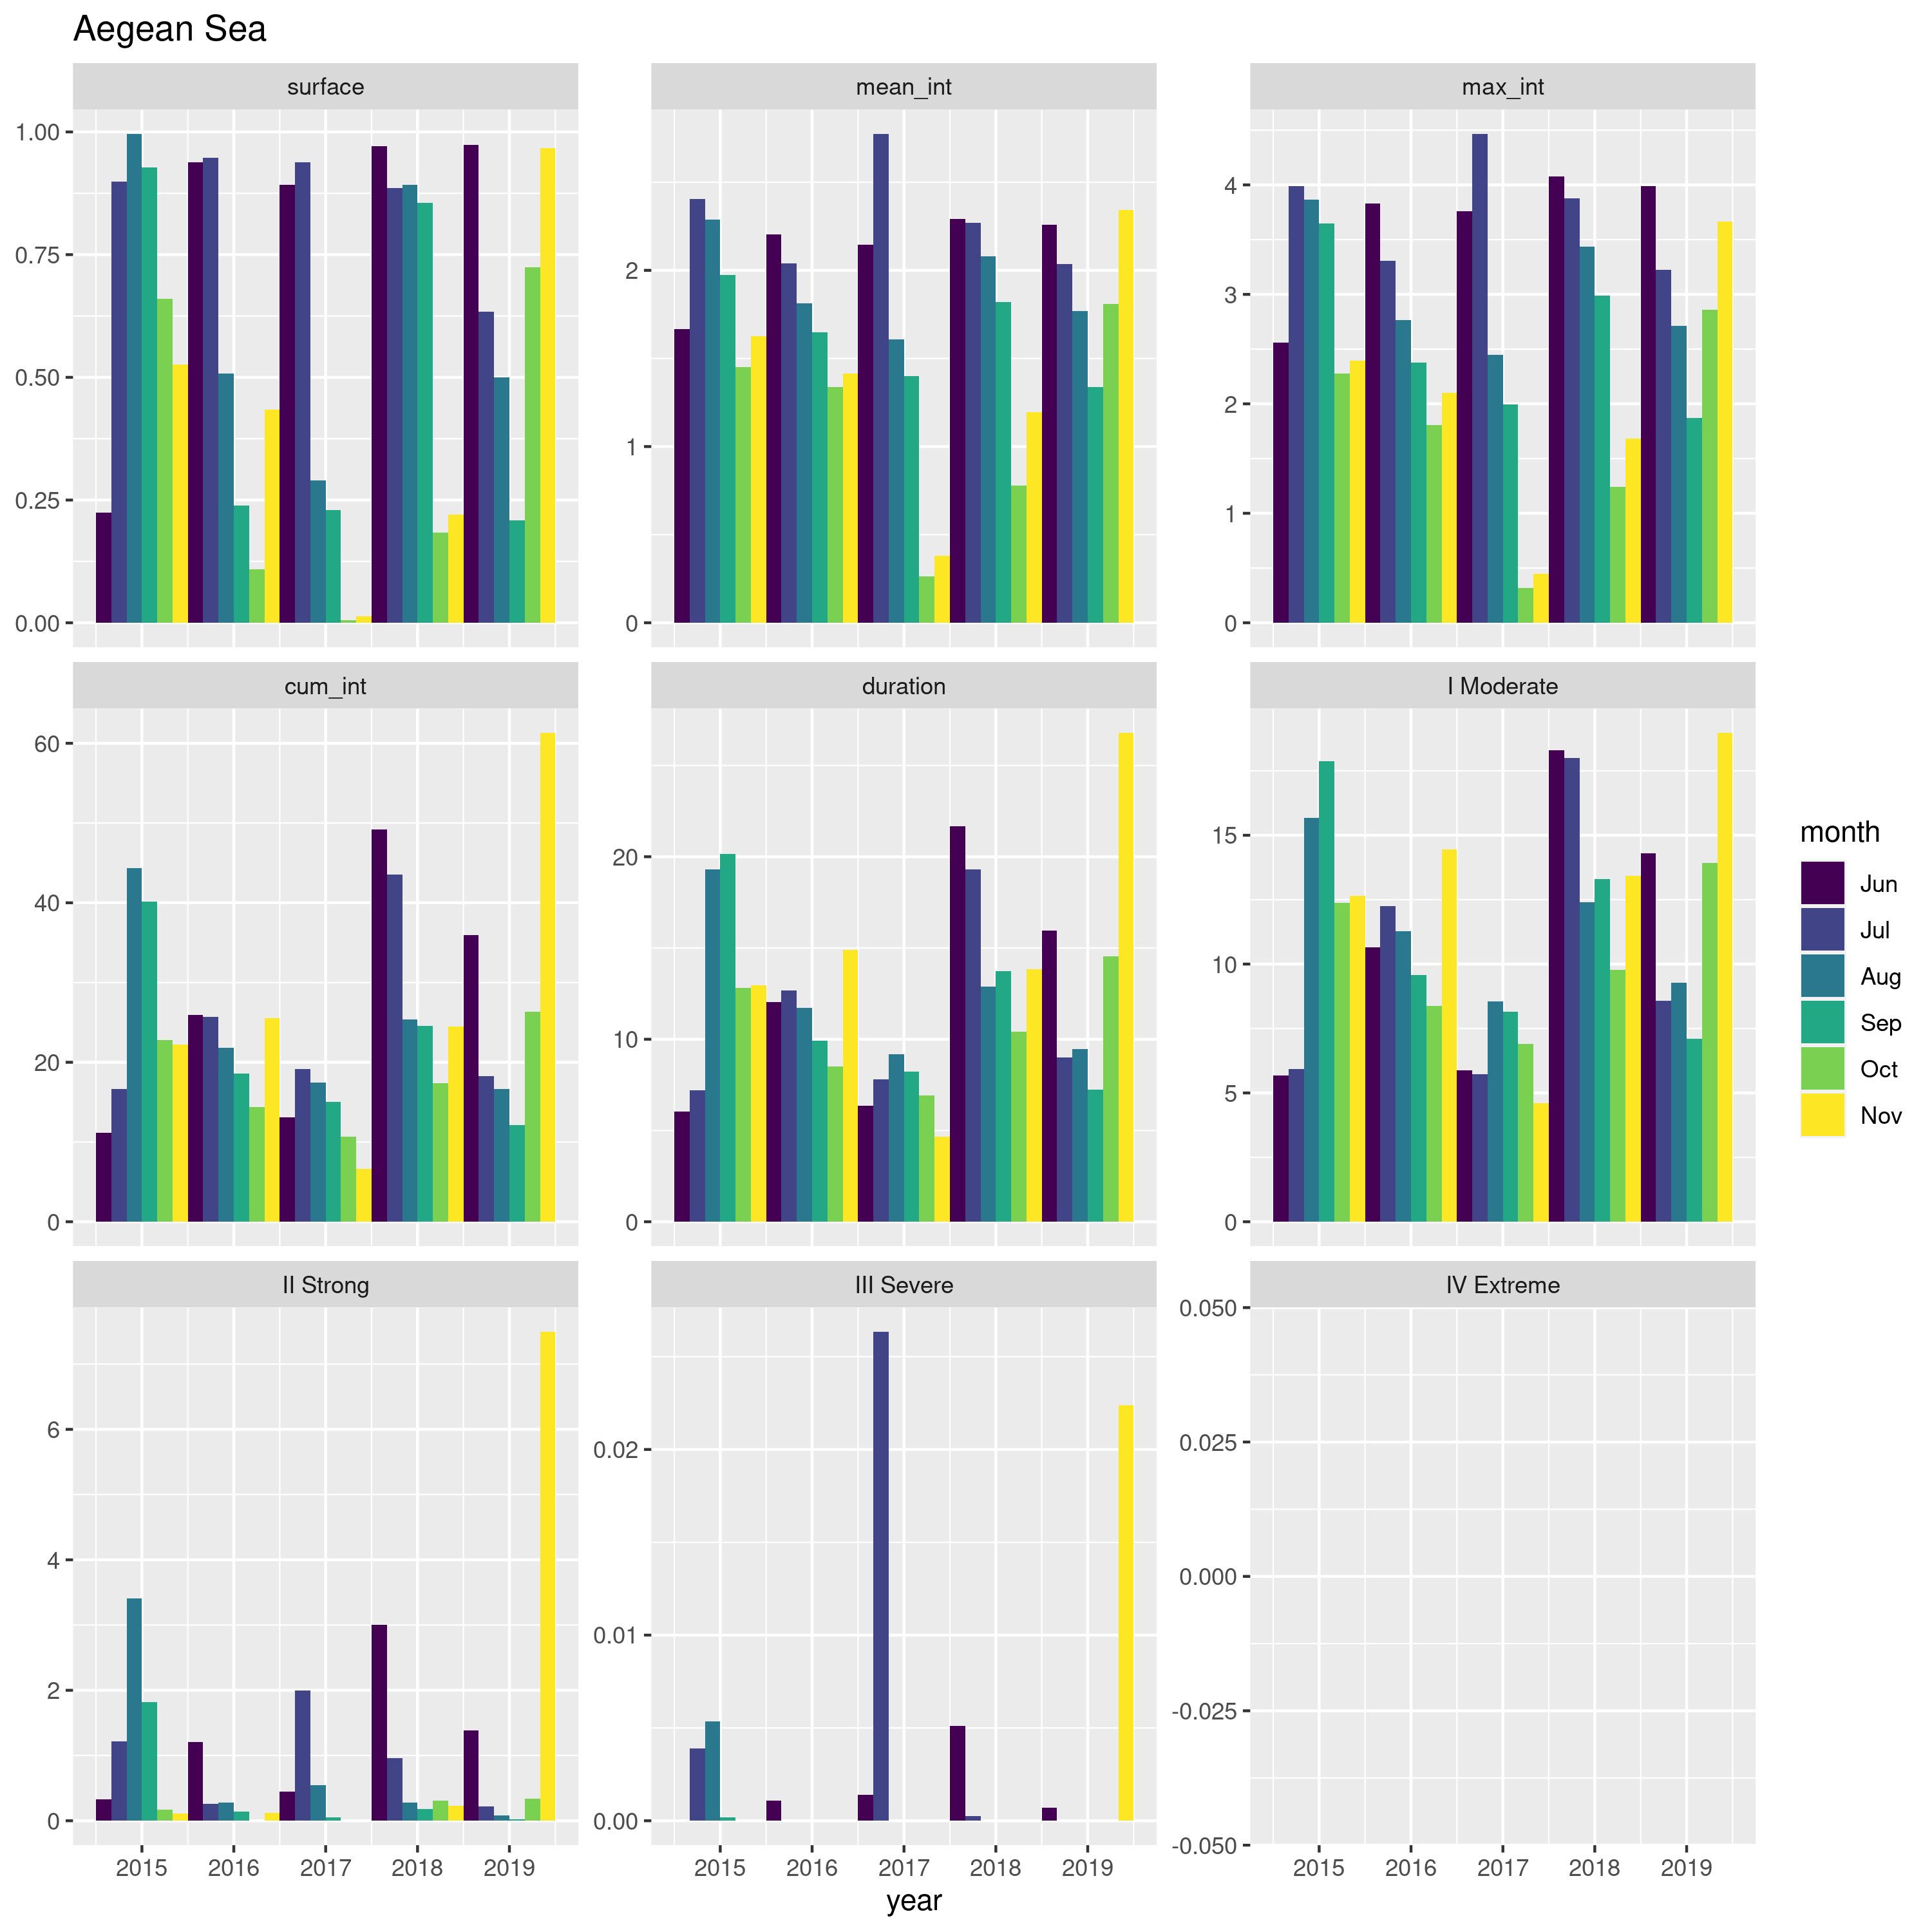 Aegean Sea
surface mean_int max_int
1.00
0.75
0.50
0.25
0.00
2
1
0
4
3
2
1
0
cum_int duration I Moderate
60
40
20
0
20
10
0
15
10
5
0
month
Jun
Jul
Aug
Sep
Oct
Nov
II Strong III Severe IV Extreme
6
4
2
0
0.02
0.01
0.00
0.050
0.025
0.000
-0.025
-0.050
2015 2016 2017 2018 2019 2015 2016 2017 2018 2019 2015 2016 2017 2018 2019
year